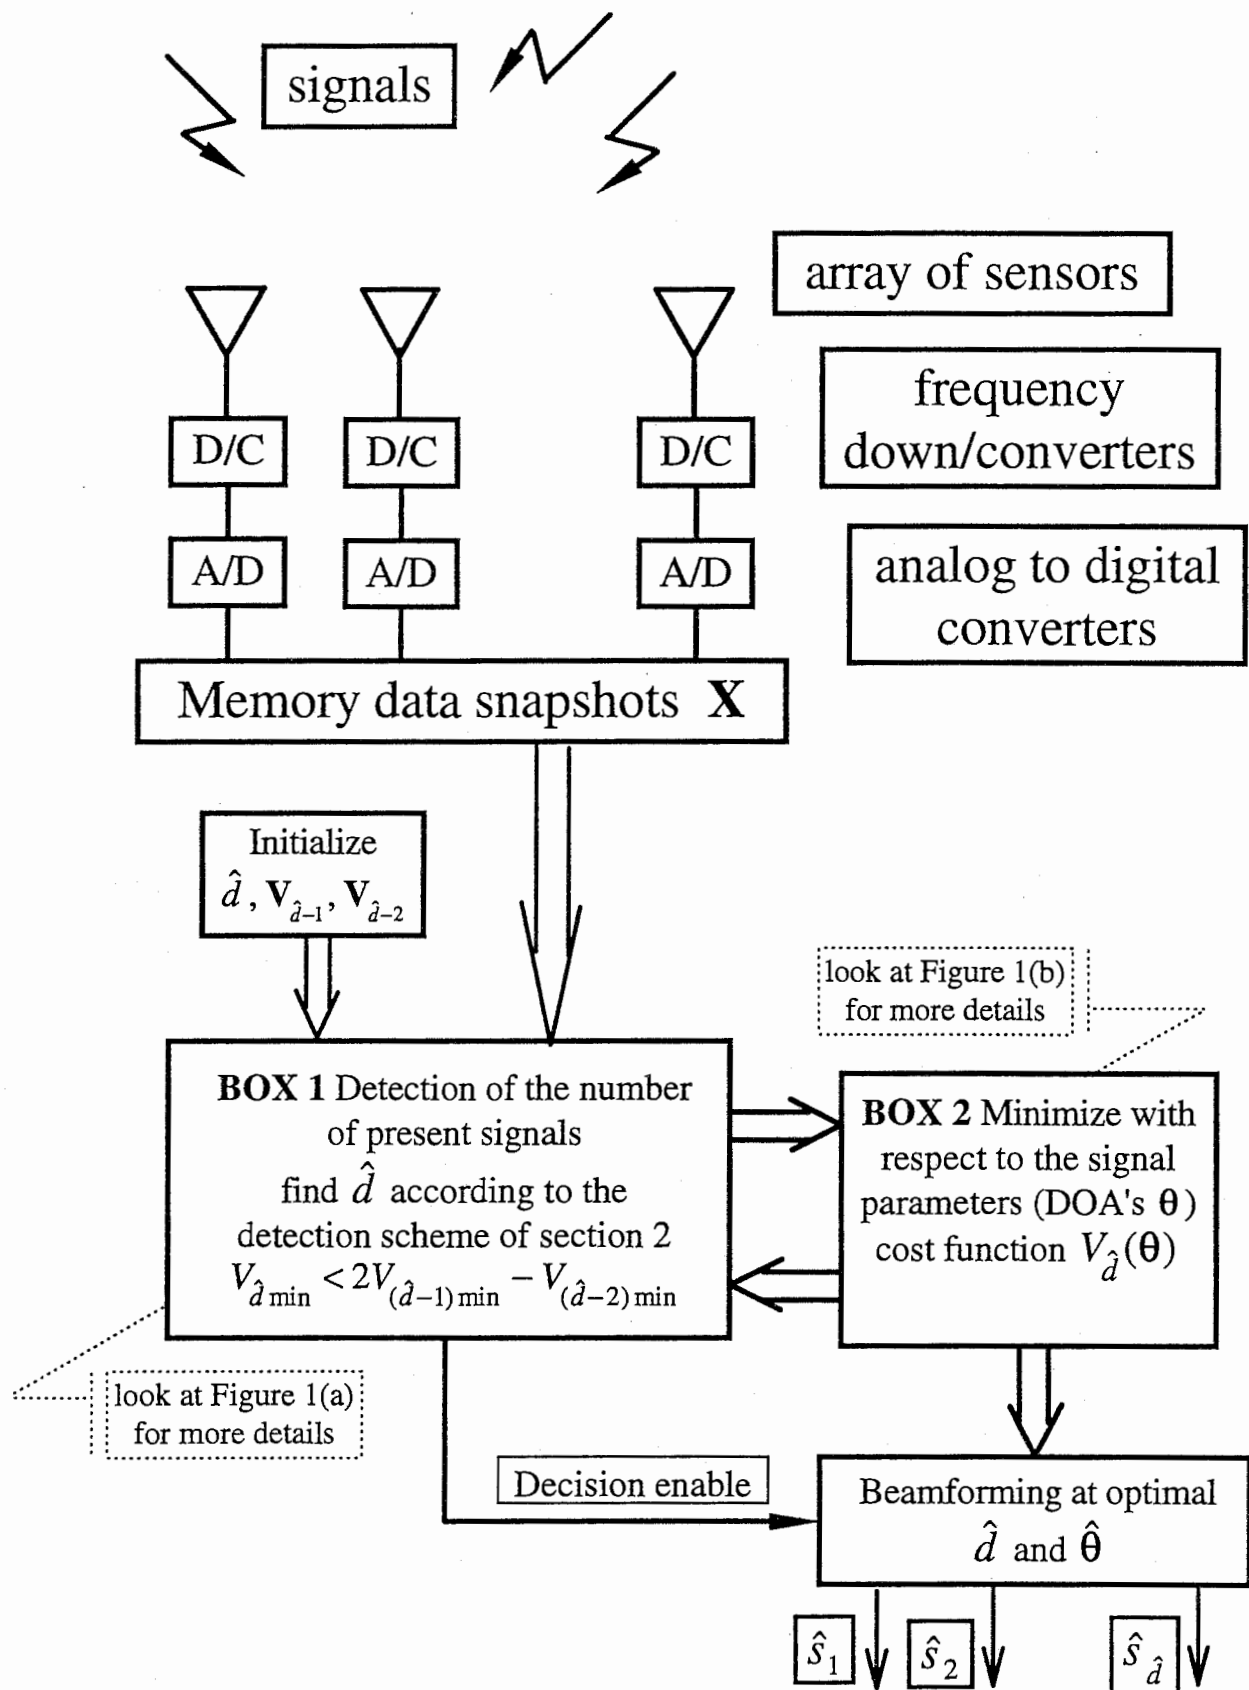 signals
array of sensors
frequency
down/converters
D/C D/C D/C
analog to digital
converters
A/D A/D A/D
Memory data snapshots X
Initialize
d̂ , V_{d̂−1}, V_{d̂−2}
look at Figure 1(b)
for more details
BOX 1 Detection of the number
of present signals
find d̂ according to the
detection scheme of section 2
V_{d̂ min} < 2V_{(d̂−1) min} − V_{(d̂−2) min}
BOX 2 Minimize with
respect to the signal
parameters (DOA's θ)
cost function V_{d̂}(θ)
look at Figure 1(a)
for more details
Decision enable
Beamforming at optimal
d̂ and θ̂
ŝ_1 ŝ_2 ŝ_{d̂}